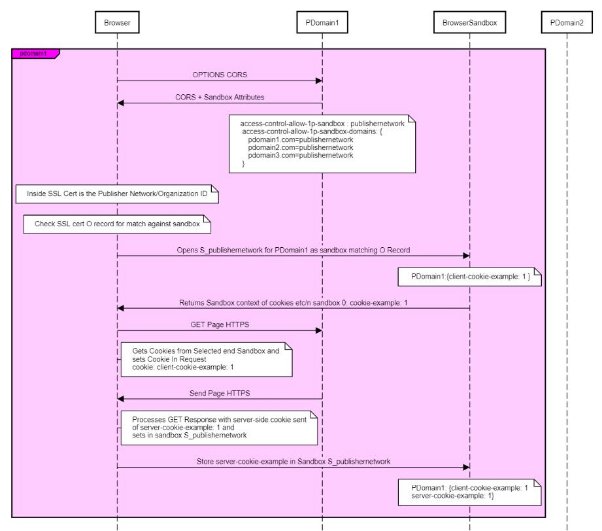 Browser
PDomain1
BrowserSandbox
PDomain2
pdomain1
OPTIONS CORS
CORS + Sandbox Attributes
access-control-allow-1p-sandbox : publishernetwork
access-control-allow-1p-sandbox-domains: {
pdomain1.com=publishernetwork
pdomain2.com=publishernetwork
pdomain3.com=publishernetwork
}
Inside SSL Cert is the Publisher Network/Organization ID
Check SSL cert O record for match against sandbox
Opens S_publishernetwork for PDomain1 as sandbox matching O Record
PDomain1:{client-cookie-example: 1 }
Returns Sandbox context of cookies etc/n sandbox 0: cookie-example: 1
GET Page HTTPS
Gets Cookies from Selected end Sandbox and
sets Cookie In Request
cookie: client-cookie-example: 1
Send Page HTTPS
Processes GET Response with server-side cookie sent
of server-cookie-example: 1 and
sets in sandbox S_publishernetwork
Store server-cookie-example in Sandbox S_publishernetwork
PDomain1: {client-cookie-example: 1
server-cookie-example: 1}